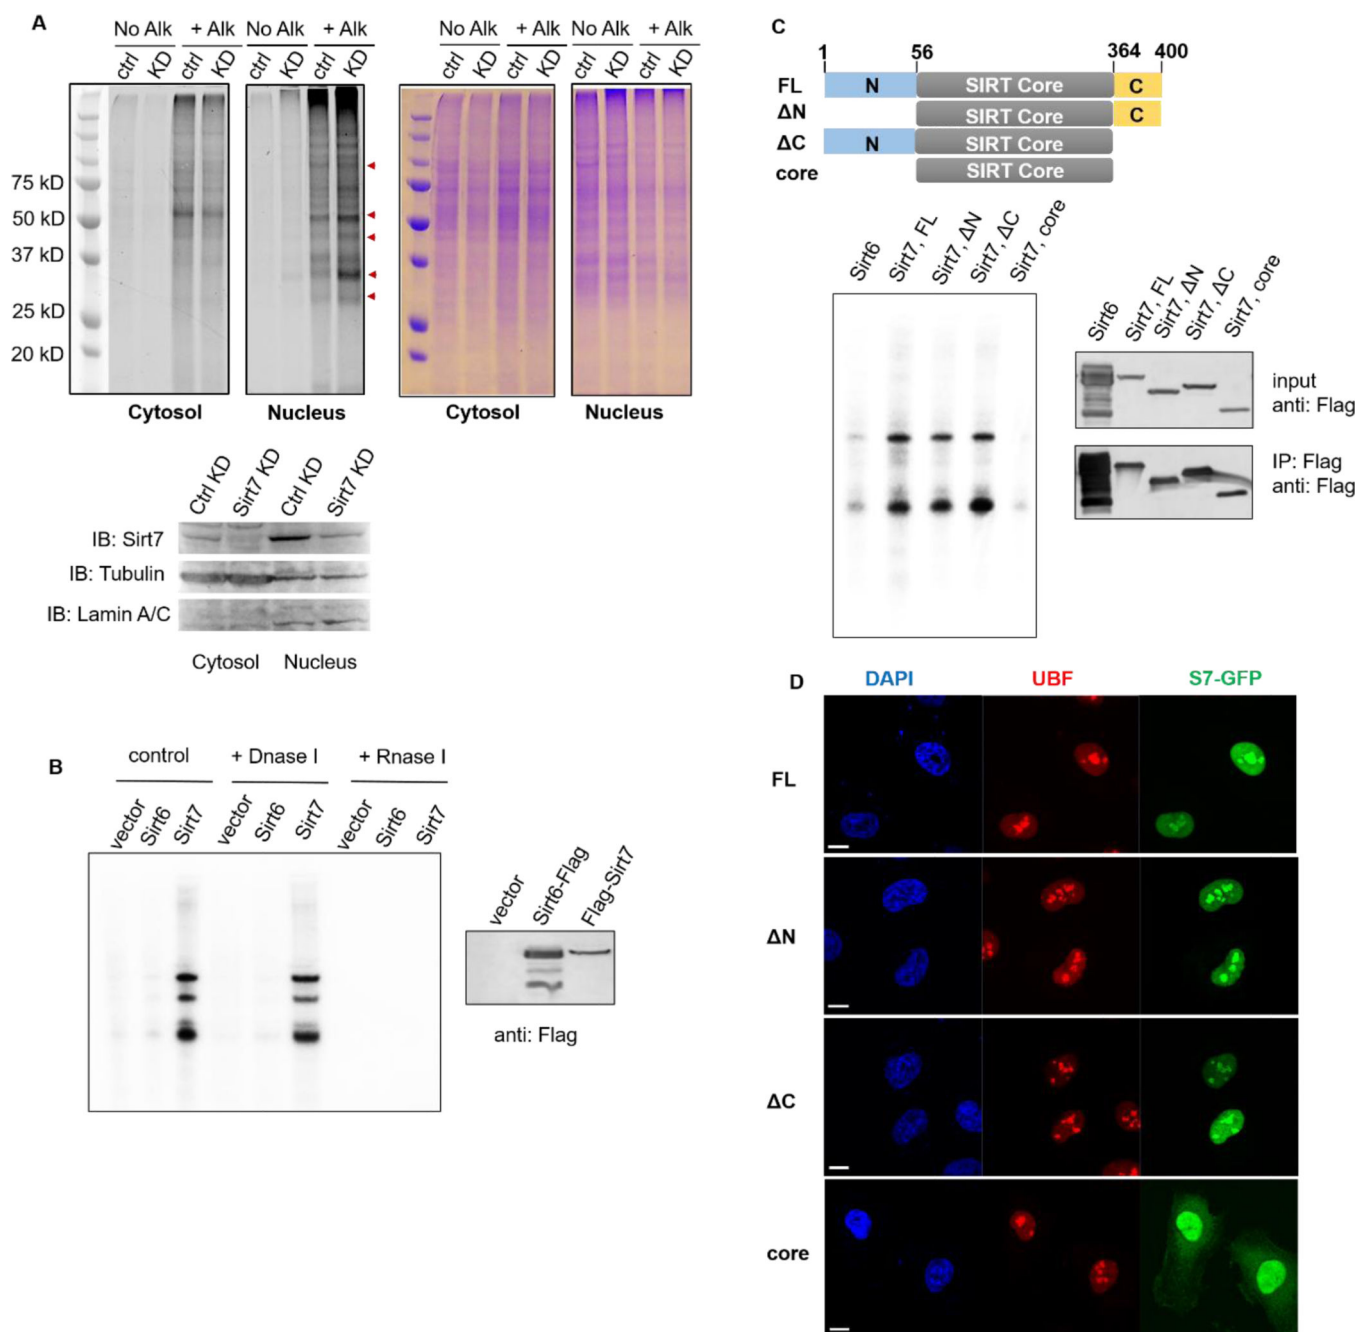 A
No Alk + Alk No Alk + Alk
ctrl KD ctrl KD ctrl KD ctrl KD
No Alk + Alk No Alk + Alk
ctrl KD ctrl KD ctrl KD ctrl KD
75 kD
50 kD
37 kD
25 kD
20 kD
Cytosol Nucleus Cytosol Nucleus
Ctrl KD Sirt7 KD Ctrl KD Sirt7 KD
IB: Sirt7
IB: Tubulin
IB: Lamin A/C
Cytosol Nucleus
B
control + Dnase I + Rnase I
vector Sirt6 Sirt7 vector Sirt6 Sirt7 vector Sirt6 Sirt7
vector Sirt6-Flag Flag-Sirt7
anti: Flag
C
1 56 364 400
FL N SIRT Core C
ΔN SIRT Core C
ΔC N SIRT Core
core SIRT Core
Sirt6 Sirt7, FL Sirt7, ΔN Sirt7, ΔC Sirt7, core
Sirt6 Sirt7, FL Sirt7, ΔN Sirt7, ΔC Sirt7, core
input
anti: Flag
IP: Flag
anti: Flag
D
DAPI UBF S7-GFP
FL
ΔN
ΔC
core